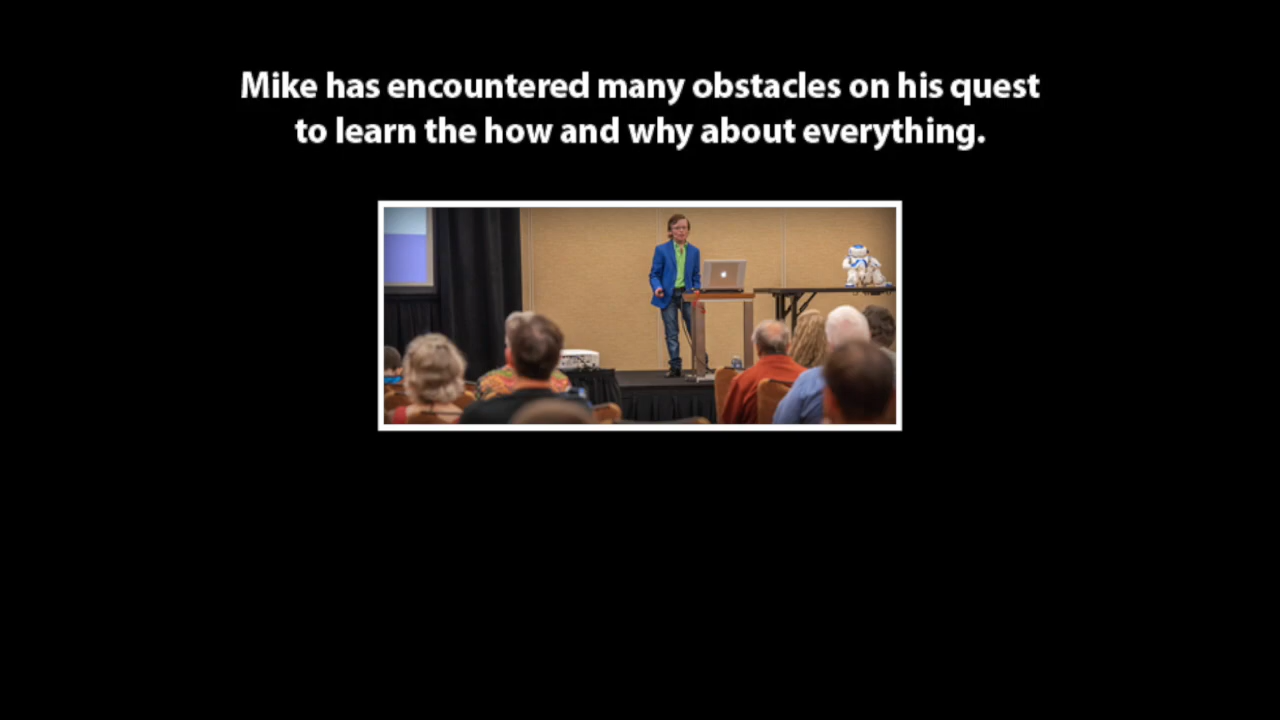 Mike has encountered many obstacles on his quest
to learn the how and why about everything.